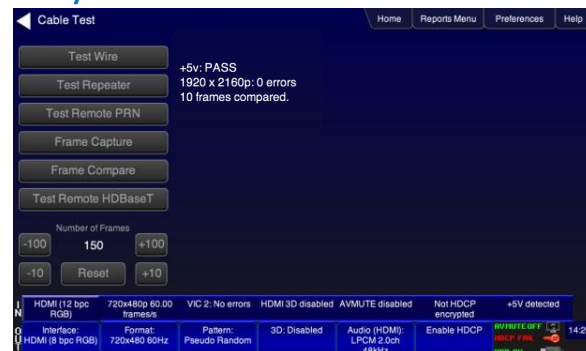 Cable Test
Home
Reports Menu
Preferences
Help
Test Wire
Test Repeater
Test Remote PRN
Frame Capture
Frame Compare
Test Remote HDBaseT
+5v: PASS
1920 x 2160p: 0 errors
10 frames compared.
Number of Frames
-100
150
+100
-10
Reset
+10
IN
HDMI (12 bpc
RGB)
720x480p 60.00
frames/s
VIC 2: No errors
HDMI 3D disabled
AVMUTE disabled
Not HDCP
encrypted
+5V detected
Interface:
HDMI (8 bpc RGB)
Format:
720x480 60Hz
Pattern:
Pseudo Random
3D: Disabled
Audio (HDMI):
LPCM 2.0ch
48kHz
Enable HDCP
AVMUTE OFF
HDCP FAIL
14:2